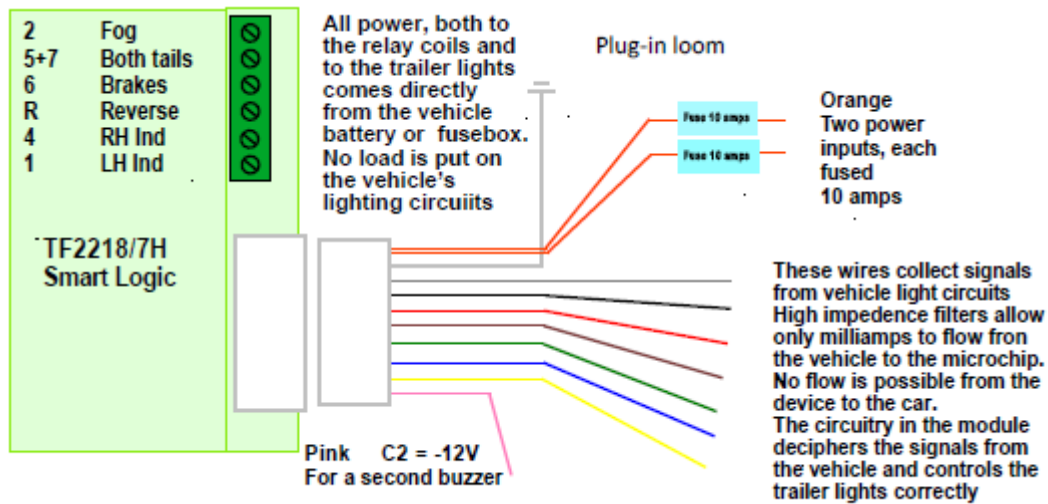 2 Fog
5+7 Both tails
6 Brakes
R Reverse
4 RH Ind
1 LH Ind
TF2218/7H
Smart Logic
All power, both to
the relay coils and
to the trailer lights
comes directly
from the vehicle
battery or fusebox.
No load is put on
the vehicle's
lighting circuiits
Plug-in loom
Fuse 10 amps
Fuse 10 amps
Orange
Two power
inputs, each
fused
10 amps
These wires collect signals
from vehicle light circuits
High impedence filters allow
only milliamps to flow fron
the vehicle to the microchip.
No flow is possible from the
device to the car.
The circuitry in the module
deciphers the signals from
the vehicle and controls the
trailer lights correctly
Pink C2 = -12V
For a second buzzer